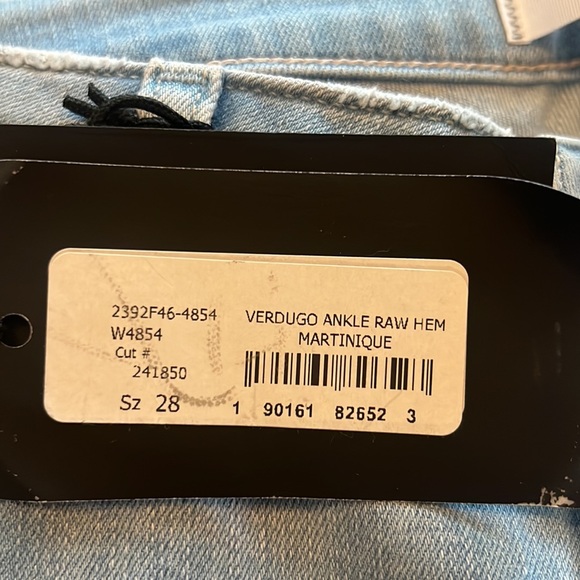 2392F46-4854
W4854
Cut #
241850
Sz 28
VERDUGO ANKLE RAW HEM
MARTINIQUE
1 90161 82652 3